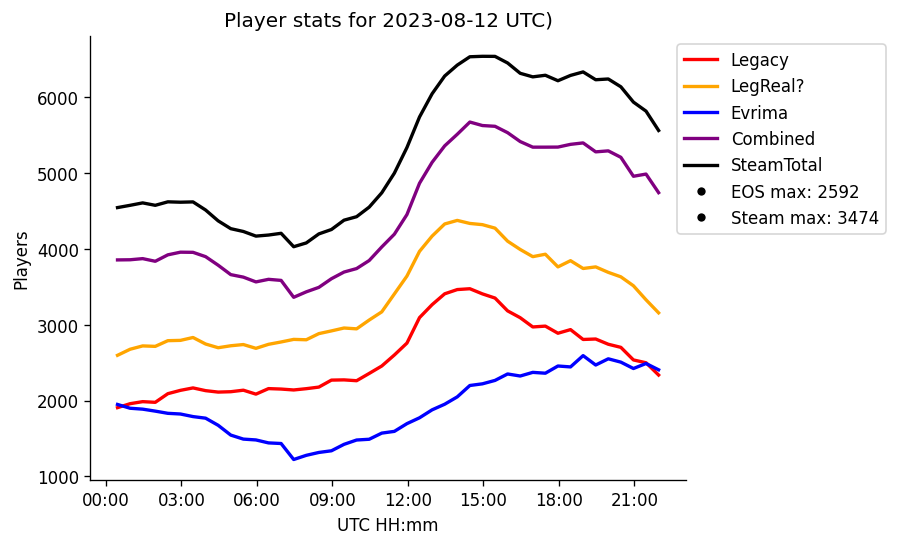 Player stats for 2023-08-12 UTC)
Legacy
LegReal?
Evrima
Combined
SteamTotal
EOS max: 2592
Steam max: 3474
Players
6000
5000
4000
3000
2000
1000
00:00 03:00 06:00 09:00 12:00 15:00 18:00 21:00
UTC HH:mm